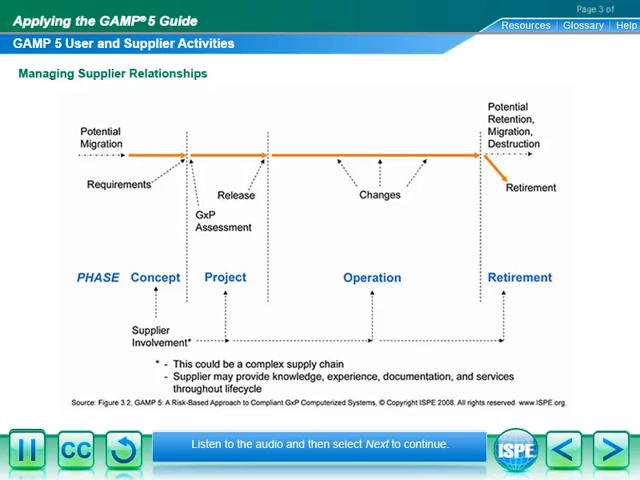 Page 3 of
Applying the GAMP® 5 Guide
Resources | Glossary | Help
GAMP 5 User and Supplier Activities
Managing Supplier Relationships
Potential
Retention,
Migration,
Destruction
Potential
Migration
Requirements
Release
Changes
Retirement
GxP
Assessment
PHASE Concept Project Operation Retirement
Supplier
Involvement*
* - This could be a complex supply chain
- Supplier may provide knowledge, experience, documentation, and services
throughout lifecycle
Source: Figure 3.2, GAMP 5: A Risk-Based Approach to Compliant GxP Computerized Systems, © Copyright ISPE 2008. All rights reserved. www.ISPE.org.
CC
Listen to the audio and then select Next to continue.
ISPE